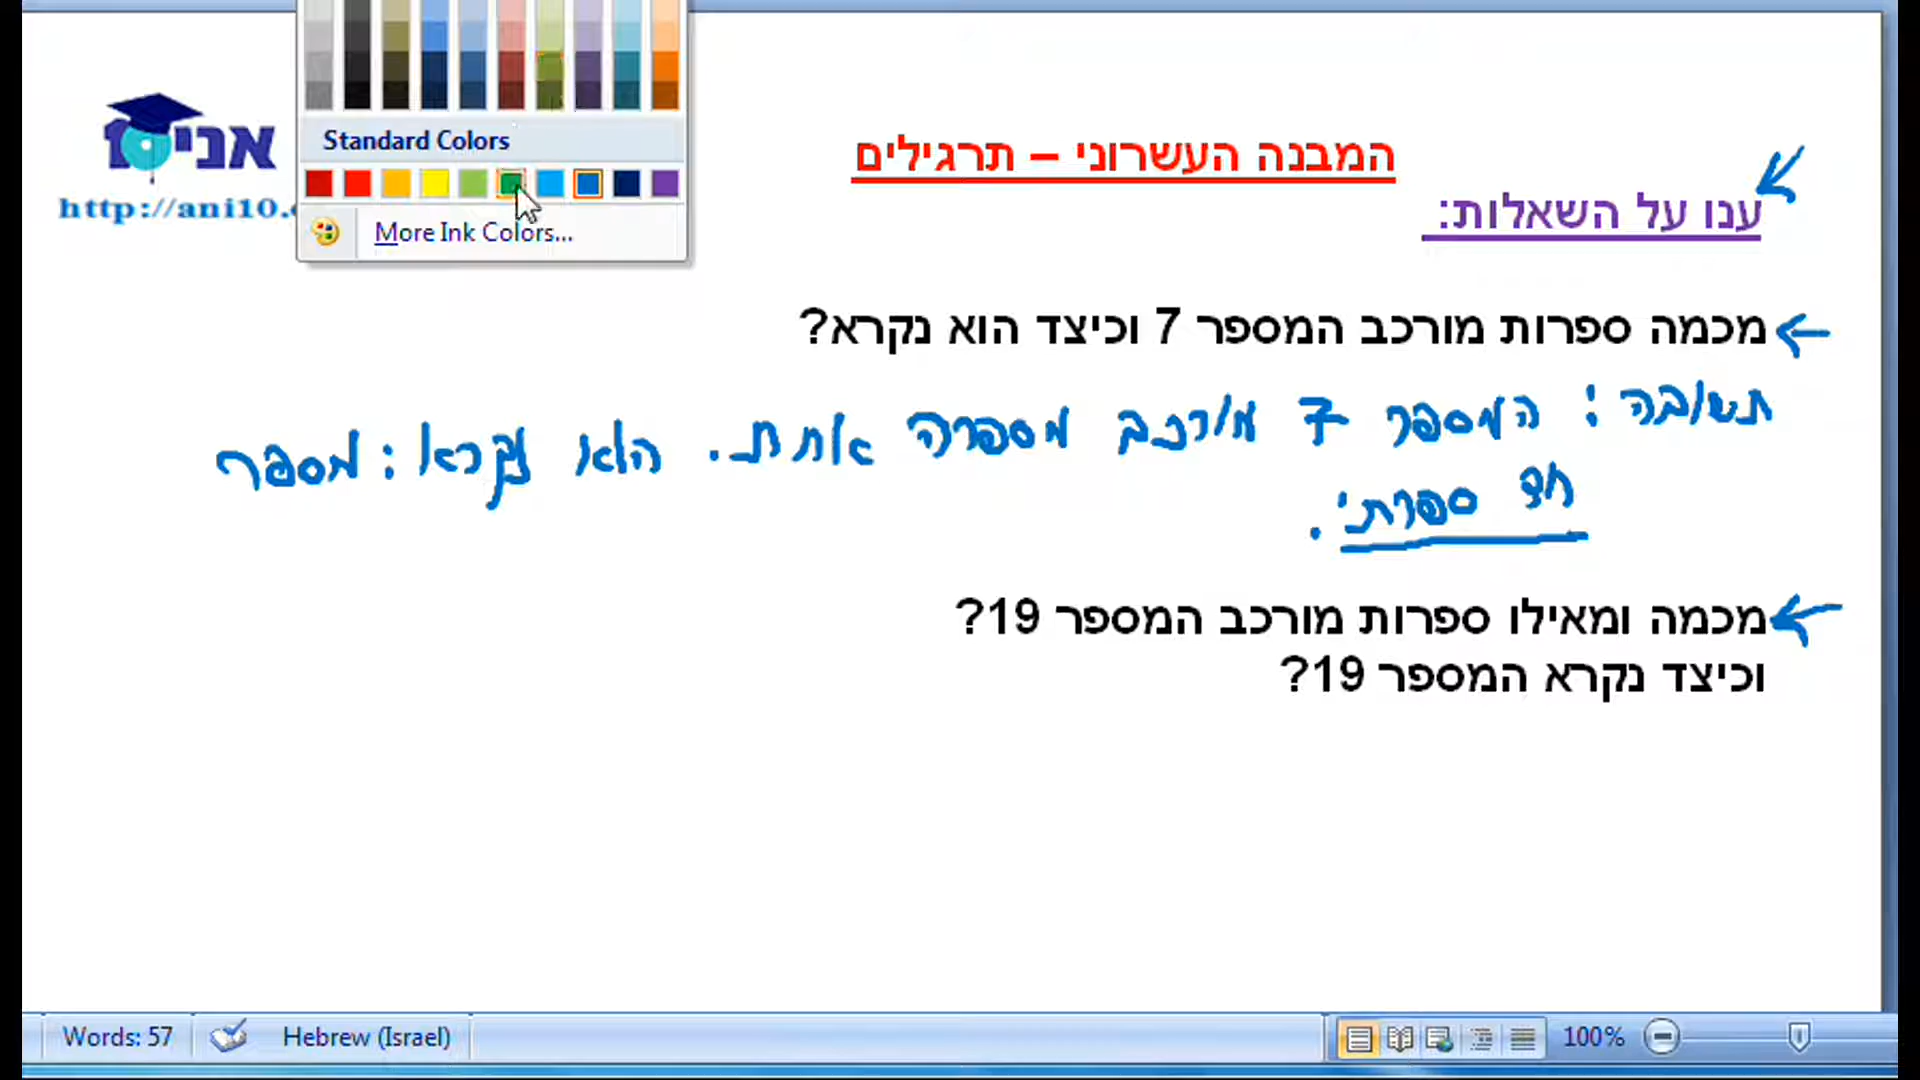 Standard Colors
More Ink Colors...
אני10
http://ani10.
המבנה העשרוני – תרגילים
ענו על השאלות:
מכמה ספרות מורכב המספר 7 וכיצד הוא נקרא?
תשובה: המספר 7 מורכב מספרה אחת. הוא נקרא: מספר
חד ספרתי.
מכמה ומאילו ספרות מורכב המספר 19?
וכיצד נקרא המספר 19?
Words: 57
Hebrew (Israel)
100%